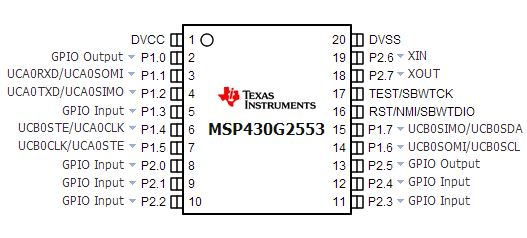 DVCC 1 20 DVSS
GPIO Output P1.0 2 19 P2.6 XIN
UCA0RXD/UCA0SOMI P1.1 3 18 P2.7 XOUT
UCA0TXD/UCA0SIMO P1.2 4 17 TEST/SBWTCK
GPIO Input P1.3 5 16 RST/NMI/SBWTDIO
UCB0STE/UCA0CLK P1.4 6 15 P1.7 UCB0SIMO/UCB0SDA
UCB0CLK/UCA0STE P1.5 7 14 P1.6 UCB0SOMI/UCB0SCL
GPIO Input P2.0 8 13 P2.5 GPIO Output
GPIO Input P2.1 9 12 P2.4 GPIO Input
GPIO Input P2.2 10 11 P2.3 GPIO Input
TEXAS
INSTRUMENTS
MSP430G2553